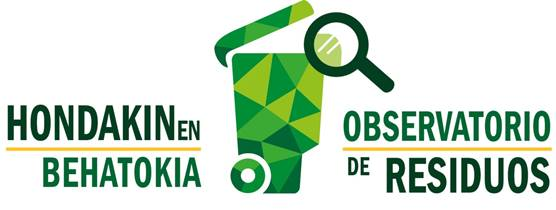 HONDAKINEN
BEHATOKIA
OBSERVATORIO
DE RESIDUOS